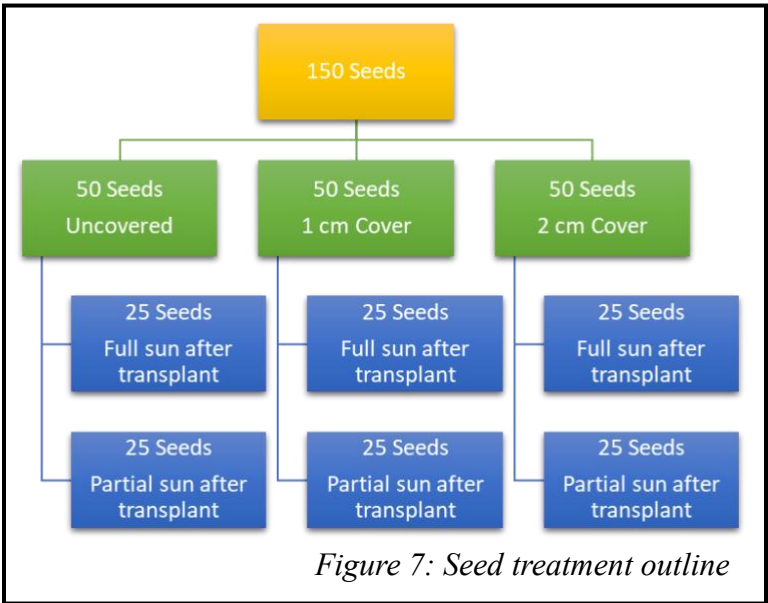 150 Seeds
50 Seeds
Uncovered
50 Seeds
1 cm Cover
50 Seeds
2 cm Cover
25 Seeds
Full sun after
transplant
25 Seeds
Full sun after
transplant
25 Seeds
Full sun after
transplant
25 Seeds
Partial sun after
transplant
25 Seeds
Partial sun after
transplant
25 Seeds
Partial sun after
transplant
Figure 7: Seed treatment outline